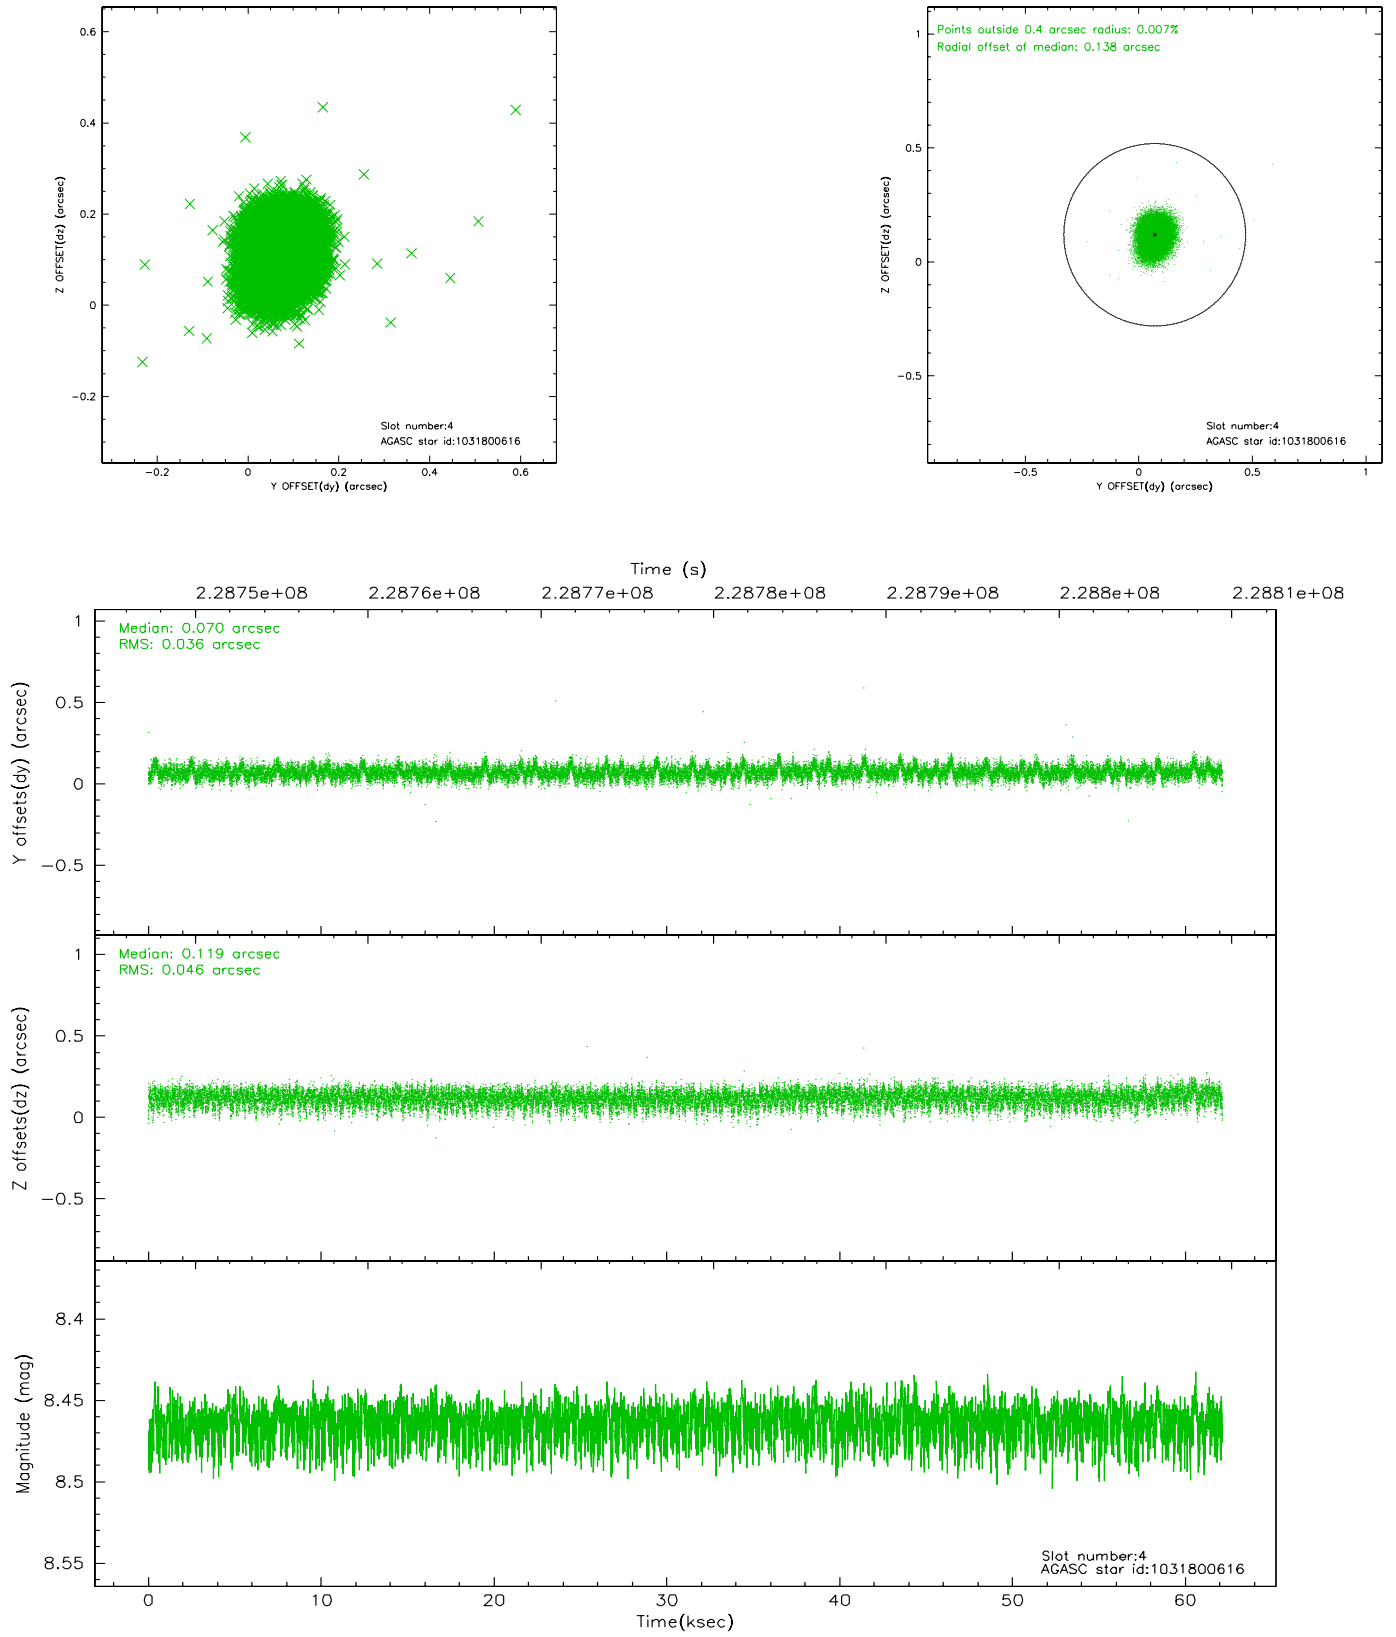 0.6
0.4
0.2
0
−0.2
Z OFFSET(dz) (arcsec)
Slot number:4
AGASC star id:1031800616
−0.2 0 0.2 0.4 0.6
Y OFFSET(dy) (arcsec)
Points outside 0.4 arcsec radius: 0.007%
Radial offset of median: 0.138 arcsec
1
0.5
0
−0.5
Z OFFSET(dz) (arcsec)
Slot number:4
AGASC star id:1031800616
−0.5 0 0.5 1
Y OFFSET(dy) (arcsec)
Time (s)
2.2875e+08 2.2876e+08 2.2877e+08 2.2878e+08 2.2879e+08 2.288e+08 2.2881e+08
Median: 0.070 arcsec
RMS: 0.036 arcsec
1
0.5
0
−0.5
Y offsets(dy) (arcsec)
Median: 0.119 arcsec
RMS: 0.046 arcsec
1
0.5
0
−0.5
Z offsets(dz) (arcsec)
8.4
8.45
8.5
8.55
Magnitude (mag)
Slot number:4
AGASC star id:1031800616
0 10 20 30 40 50 60
Time(ksec)